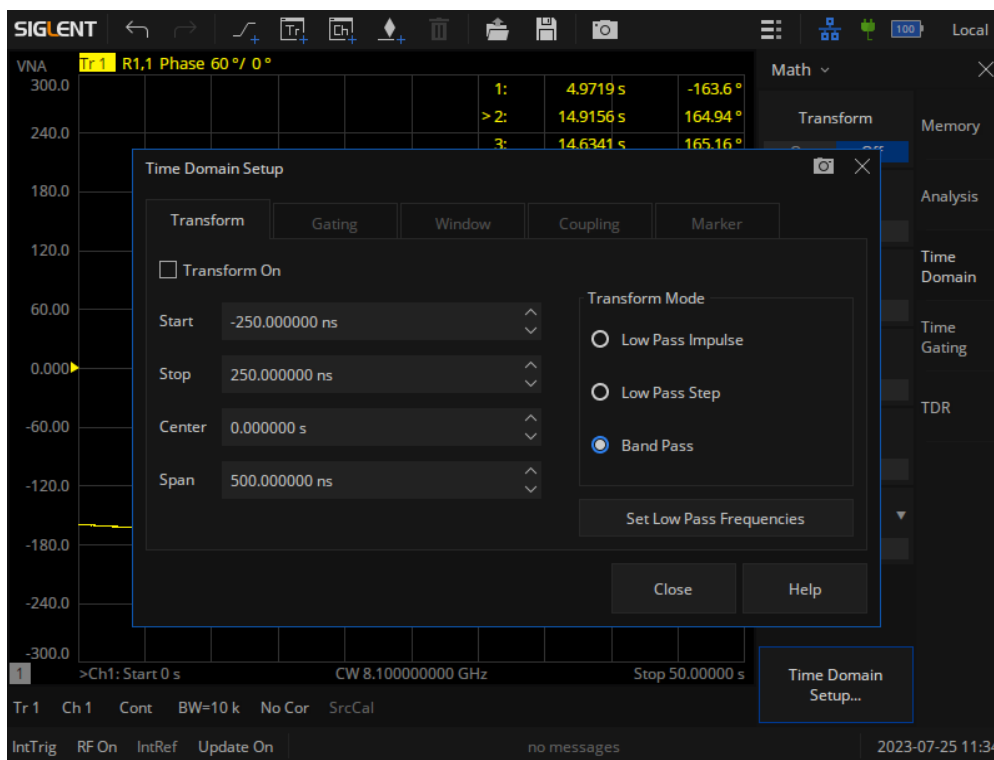 SIGLENT Tr Ch 100 Local
VNA Tr 1 R1,1 Phase 60 °/ 0 ° Math
300.0 1: 4.9719 s -163.6 °
> 2: 14.9156 s 164.94 ° Transform
240.0 3: 14.6341 s 165.16 ° Memory
Time Domain Setup
180.0 Analysis
Transform Gating Window Coupling Marker
120.0 Time
Domain
Transform On
60.00 Start -250.000000 ns
Transform Mode
Low Pass Impulse
Time
Gating
0.000 Stop 250.000000 ns
Low Pass Step
TDR
-60.00 Center 0.000000 s
Band Pass
-120.0 Span 500.000000 ns
Set Low Pass Frequencies
-180.0
-240.0 Close Help
-300.0
1 >Ch1: Start 0 s CW 8.100000000 GHz Stop 50.00000 s
Time Domain
Setup...
Tr 1 Ch 1 Cont BW=10 k No Cor SrcCal
IntTrig RF On IntRef Update On no messages 2023-07-25 11:34